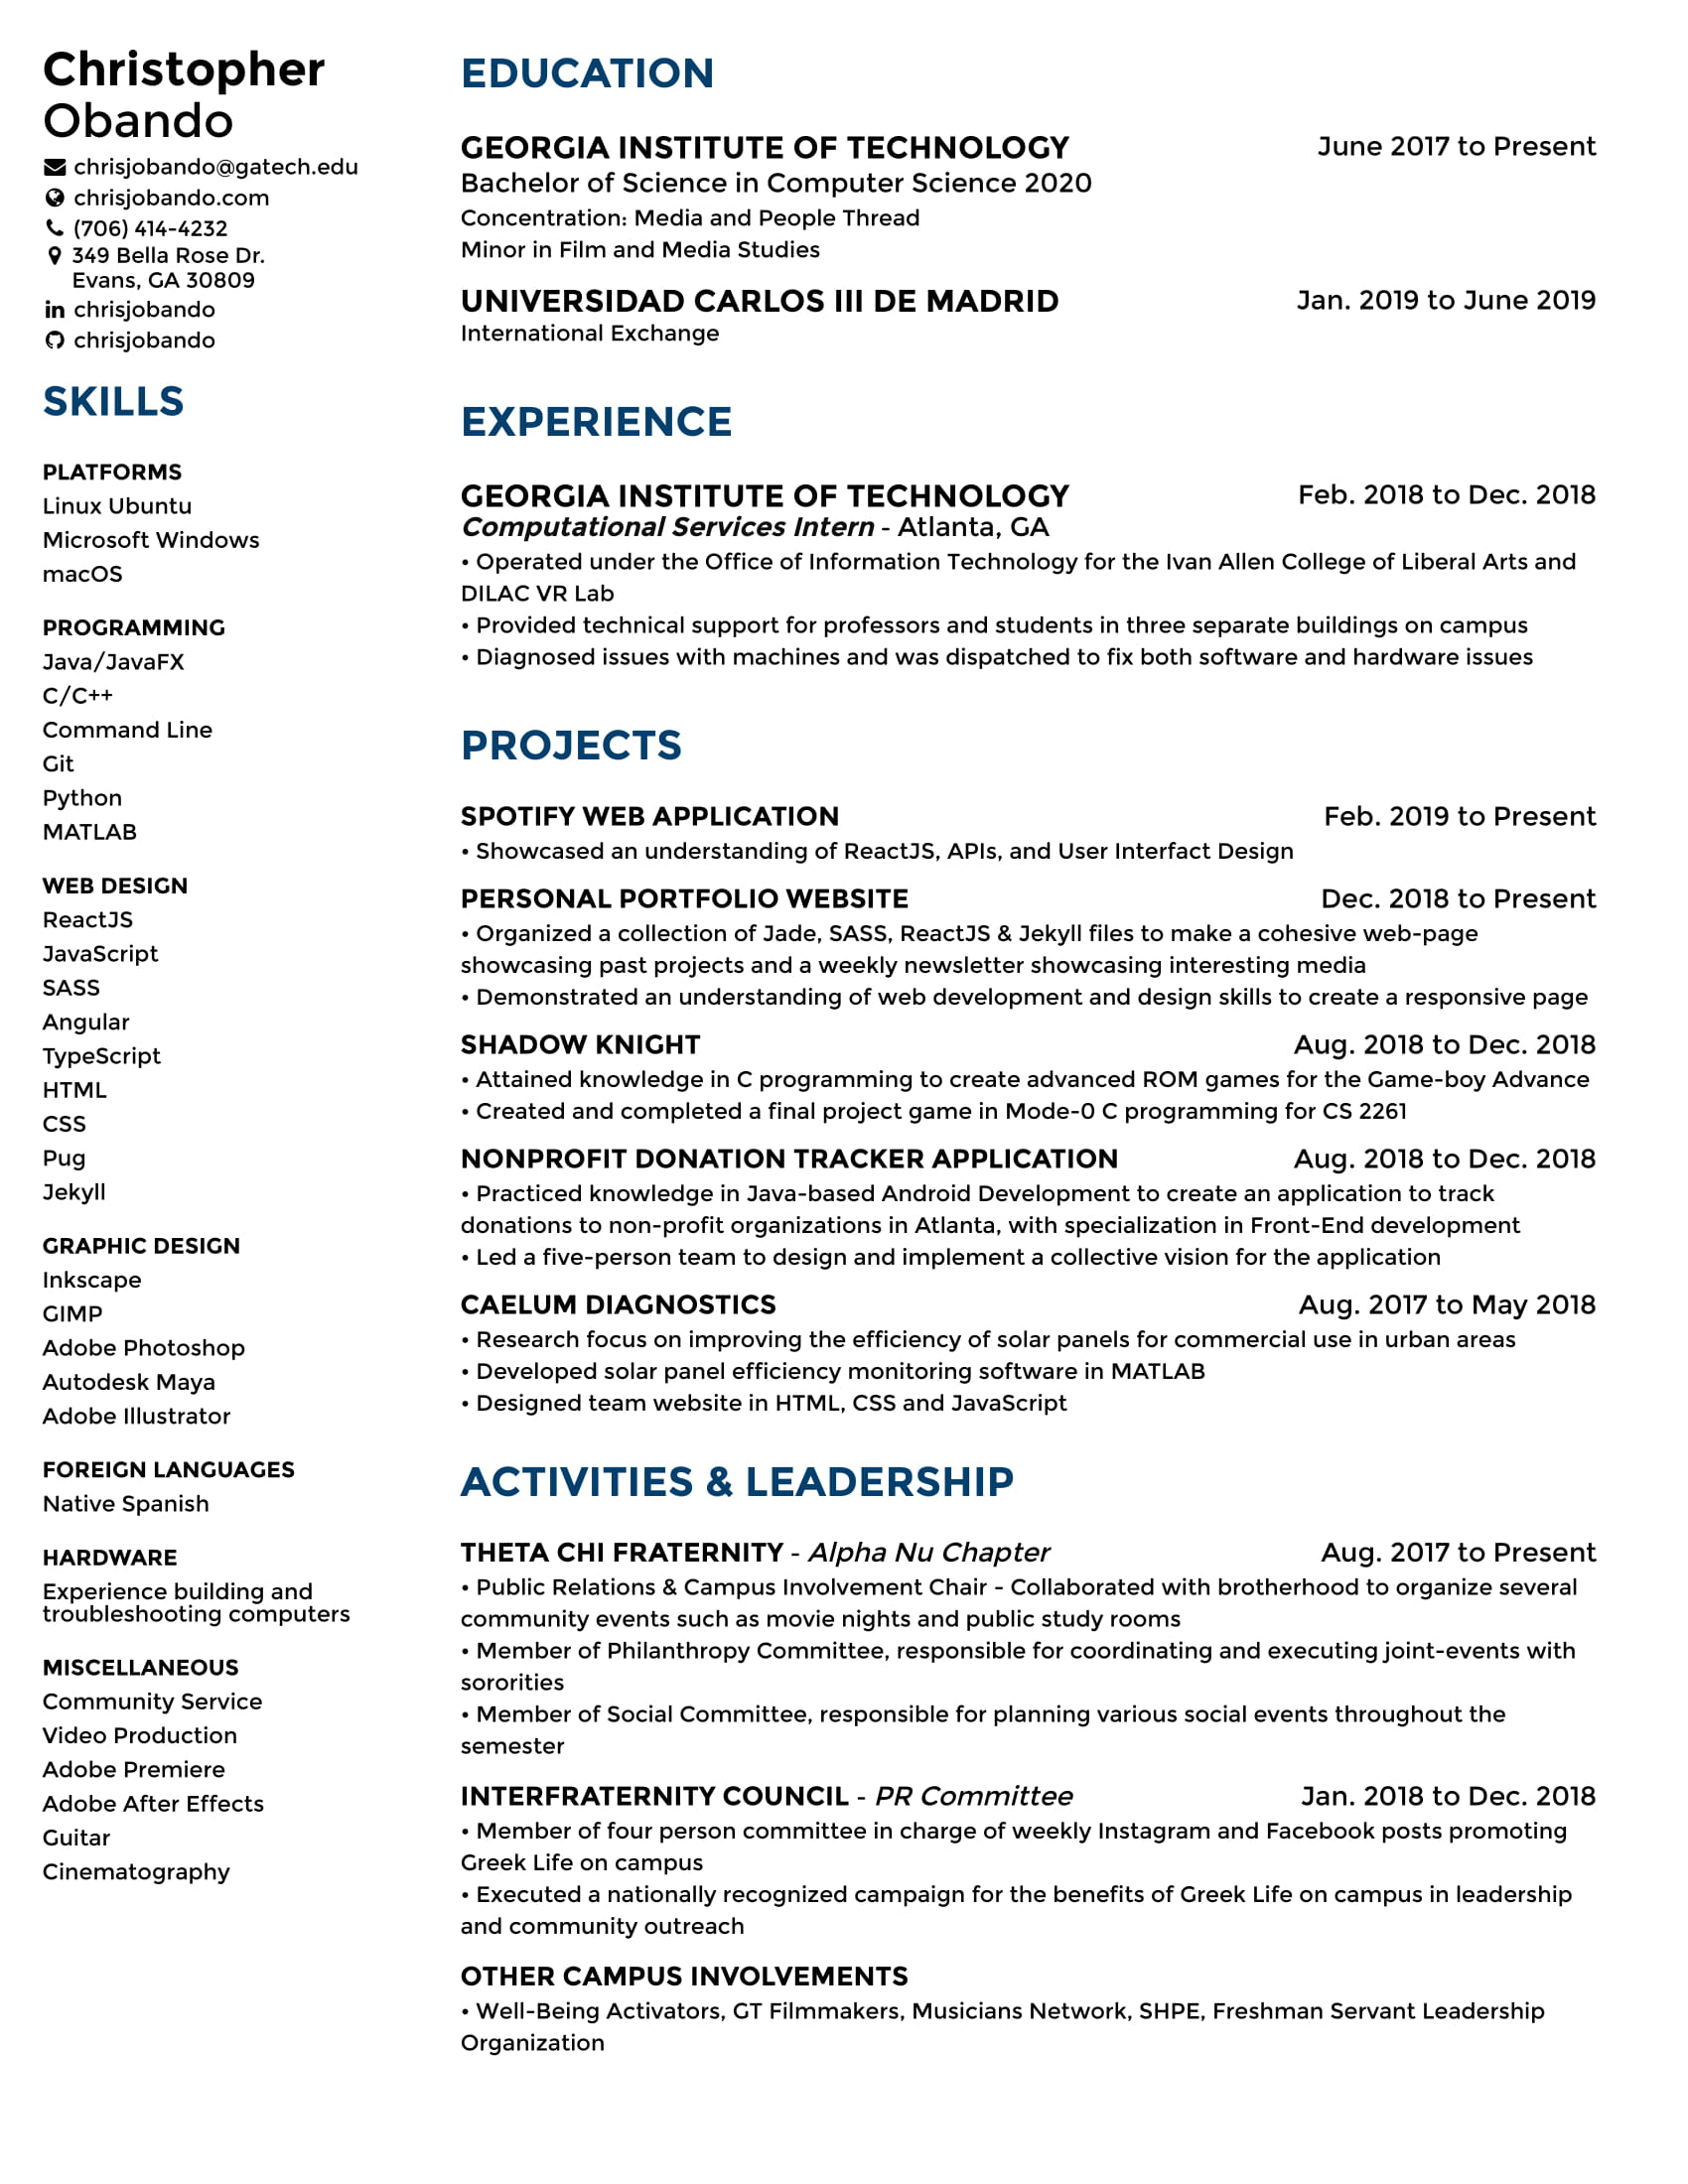 Christopher
Obando
chrisjobando@gatech.edu
chrisjobando.com
(706) 414-4232
349 Bella Rose Dr.
Evans, GA 30809
chrisjobando
chrisjobando
SKILLS
PLATFORMS
Linux Ubuntu
Microsoft Windows
macOS
PROGRAMMING
Java/JavaFX
C/C++
Command Line
Git
Python
MATLAB
WEB DESIGN
ReactJS
JavaScript
SASS
Angular
TypeScript
HTML
CSS
Pug
Jekyll
GRAPHIC DESIGN
Inkscape
GIMP
Adobe Photoshop
Autodesk Maya
Adobe Illustrator
FOREIGN LANGUAGES
Native Spanish
HARDWARE
Experience building and
troubleshooting computers
MISCELLANEOUS
Community Service
Video Production
Adobe Premiere
Adobe After Effects
Guitar
Cinematography
EDUCATION
GEORGIA INSTITUTE OF TECHNOLOGY June 2017 to Present
Bachelor of Science in Computer Science 2020
Concentration: Media and People Thread
Minor in Film and Media Studies
UNIVERSIDAD CARLOS III DE MADRID Jan. 2019 to June 2019
International Exchange
EXPERIENCE
GEORGIA INSTITUTE OF TECHNOLOGY Feb. 2018 to Dec. 2018
Computational Services Intern - Atlanta, GA
• Operated under the Office of Information Technology for the Ivan Allen College of Liberal Arts and
DILAC VR Lab
• Provided technical support for professors and students in three separate buildings on campus
• Diagnosed issues with machines and was dispatched to fix both software and hardware issues
PROJECTS
SPOTIFY WEB APPLICATION Feb. 2019 to Present
• Showcased an understanding of ReactJS, APIs, and User Interfact Design
PERSONAL PORTFOLIO WEBSITE Dec. 2018 to Present
• Organized a collection of Jade, SASS, ReactJS & Jekyll files to make a cohesive web-page
showcasing past projects and a weekly newsletter showcasing interesting media
• Demonstrated an understanding of web development and design skills to create a responsive page
SHADOW KNIGHT Aug. 2018 to Dec. 2018
• Attained knowledge in C programming to create advanced ROM games for the Game-boy Advance
• Created and completed a final project game in Mode-0 C programming for CS 2261
NONPROFIT DONATION TRACKER APPLICATION Aug. 2018 to Dec. 2018
• Practiced knowledge in Java-based Android Development to create an application to track
donations to non-profit organizations in Atlanta, with specialization in Front-End development
• Led a five-person team to design and implement a collective vision for the application
CAELUM DIAGNOSTICS Aug. 2017 to May 2018
• Research focus on improving the efficiency of solar panels for commercial use in urban areas
• Developed solar panel efficiency monitoring software in MATLAB
• Designed team website in HTML, CSS and JavaScript
ACTIVITIES & LEADERSHIP
THETA CHI FRATERNITY - Alpha Nu Chapter Aug. 2017 to Present
• Public Relations & Campus Involvement Chair - Collaborated with brotherhood to organize several
community events such as movie nights and public study rooms
• Member of Philanthropy Committee, responsible for coordinating and executing joint-events with
sororities
• Member of Social Committee, responsible for planning various social events throughout the
semester
INTERFRATERNITY COUNCIL - PR Committee Jan. 2018 to Dec. 2018
• Member of four person committee in charge of weekly Instagram and Facebook posts promoting
Greek Life on campus
• Executed a nationally recognized campaign for the benefits of Greek Life on campus in leadership
and community outreach
OTHER CAMPUS INVOLVEMENTS
• Well-Being Activators, GT Filmmakers, Musicians Network, SHPE, Freshman Servant Leadership
Organization